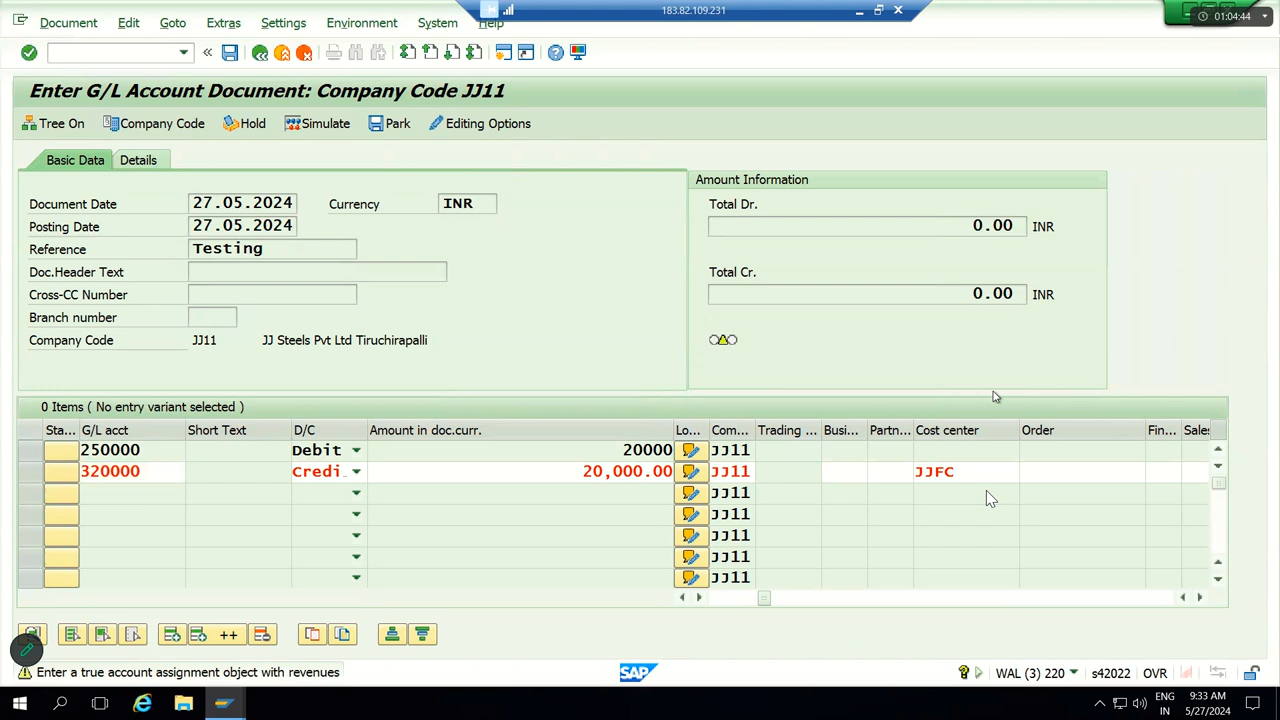 183.82.109.231
01:04:44
Document Edit Goto Extras Settings Environment System Help
Enter G/L Account Document: Company Code JJ11
Tree On Company Code Hold Simulate Park Editing Options
Basic Data Details
Amount Information
Document Date 27.05.2024 Currency INR
Total Dr.
Posting Date 27.05.2024
0.00 INR
Reference Testing
Doc.Header Text
Total Cr.
Cross-CC Number
0.00 INR
Branch number
Company Code JJ11 JJ Steels Pvt Ltd Tiruchirapalli
0 Items ( No entry variant selected )
Sta... G/L acct Short Text D/C Amount in doc.curr. Lo... Com... Trading ... Busi... Partn... Cost center Order Fin... Sales
250000 Debit 20000 JJ11
320000 Credi 20,000.00 JJ11 JJFC
JJ11
JJ11
JJ11
JJ11
JJ11
++
Enter a true account assignment object with revenues
SAP
WAL (3) 220 s42022 OVR
ENG
IN
9:33 AM
5/27/2024